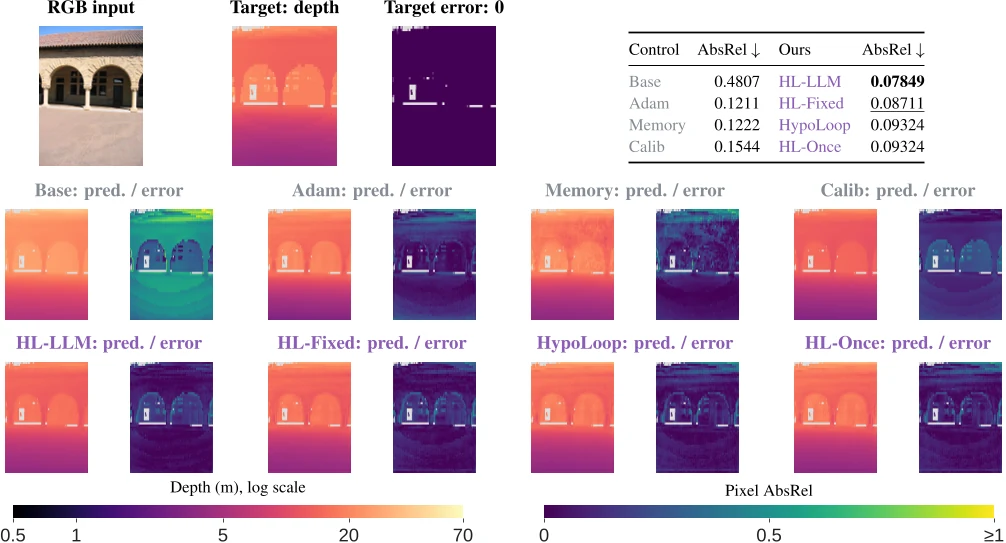 RGB input
Target: depth
Target error: 0
Control AbsRel ↓ Ours AbsRel ↓
Base 0.4807 HL-LLM 0.07849
Adam 0.1211 HL-Fixed 0.08711
Memory 0.1222 HypoLoop 0.09324
Calib 0.1544 HL-Once 0.09324
Base: pred. / error
Adam: pred. / error
Memory: pred. / error
Calib: pred. / error
HL-LLM: pred. / error
HL-Fixed: pred. / error
HypoLoop: pred. / error
HL-Once: pred. / error
Depth (m), log scale
0.5 1 5 20 70
Pixel AbsRel
0 0.5 ≥1